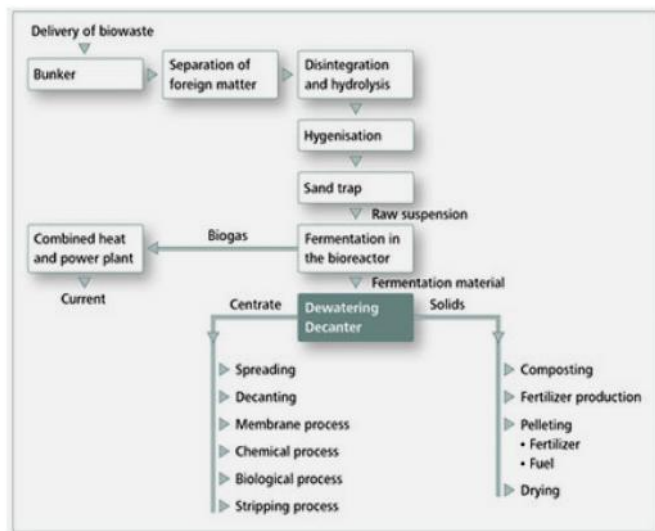 Delivery of biowaste
Bunker
Separation of
foreign matter
Disintegration
and hydrolysis
Hygenisation
Sand trap
Raw suspension
Combined heat
and power plant
Biogas
Fermentation in
the bioreactor
Current
Fermentation material
Centrate
Dewatering
Decanter
Solids
Spreading
Decanting
Membrane process
Chemical process
Biological process
Stripping process
Composting
Fertilizer production
Pelleting
• Fertilizer
• Fuel
Drying